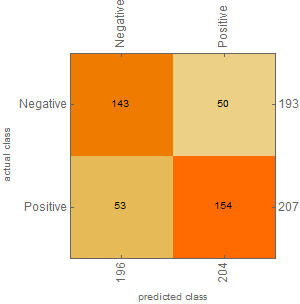 Negative
Positive
Negative
143
50
193
actual class
Positive
53
154
207
196
204
predicted class